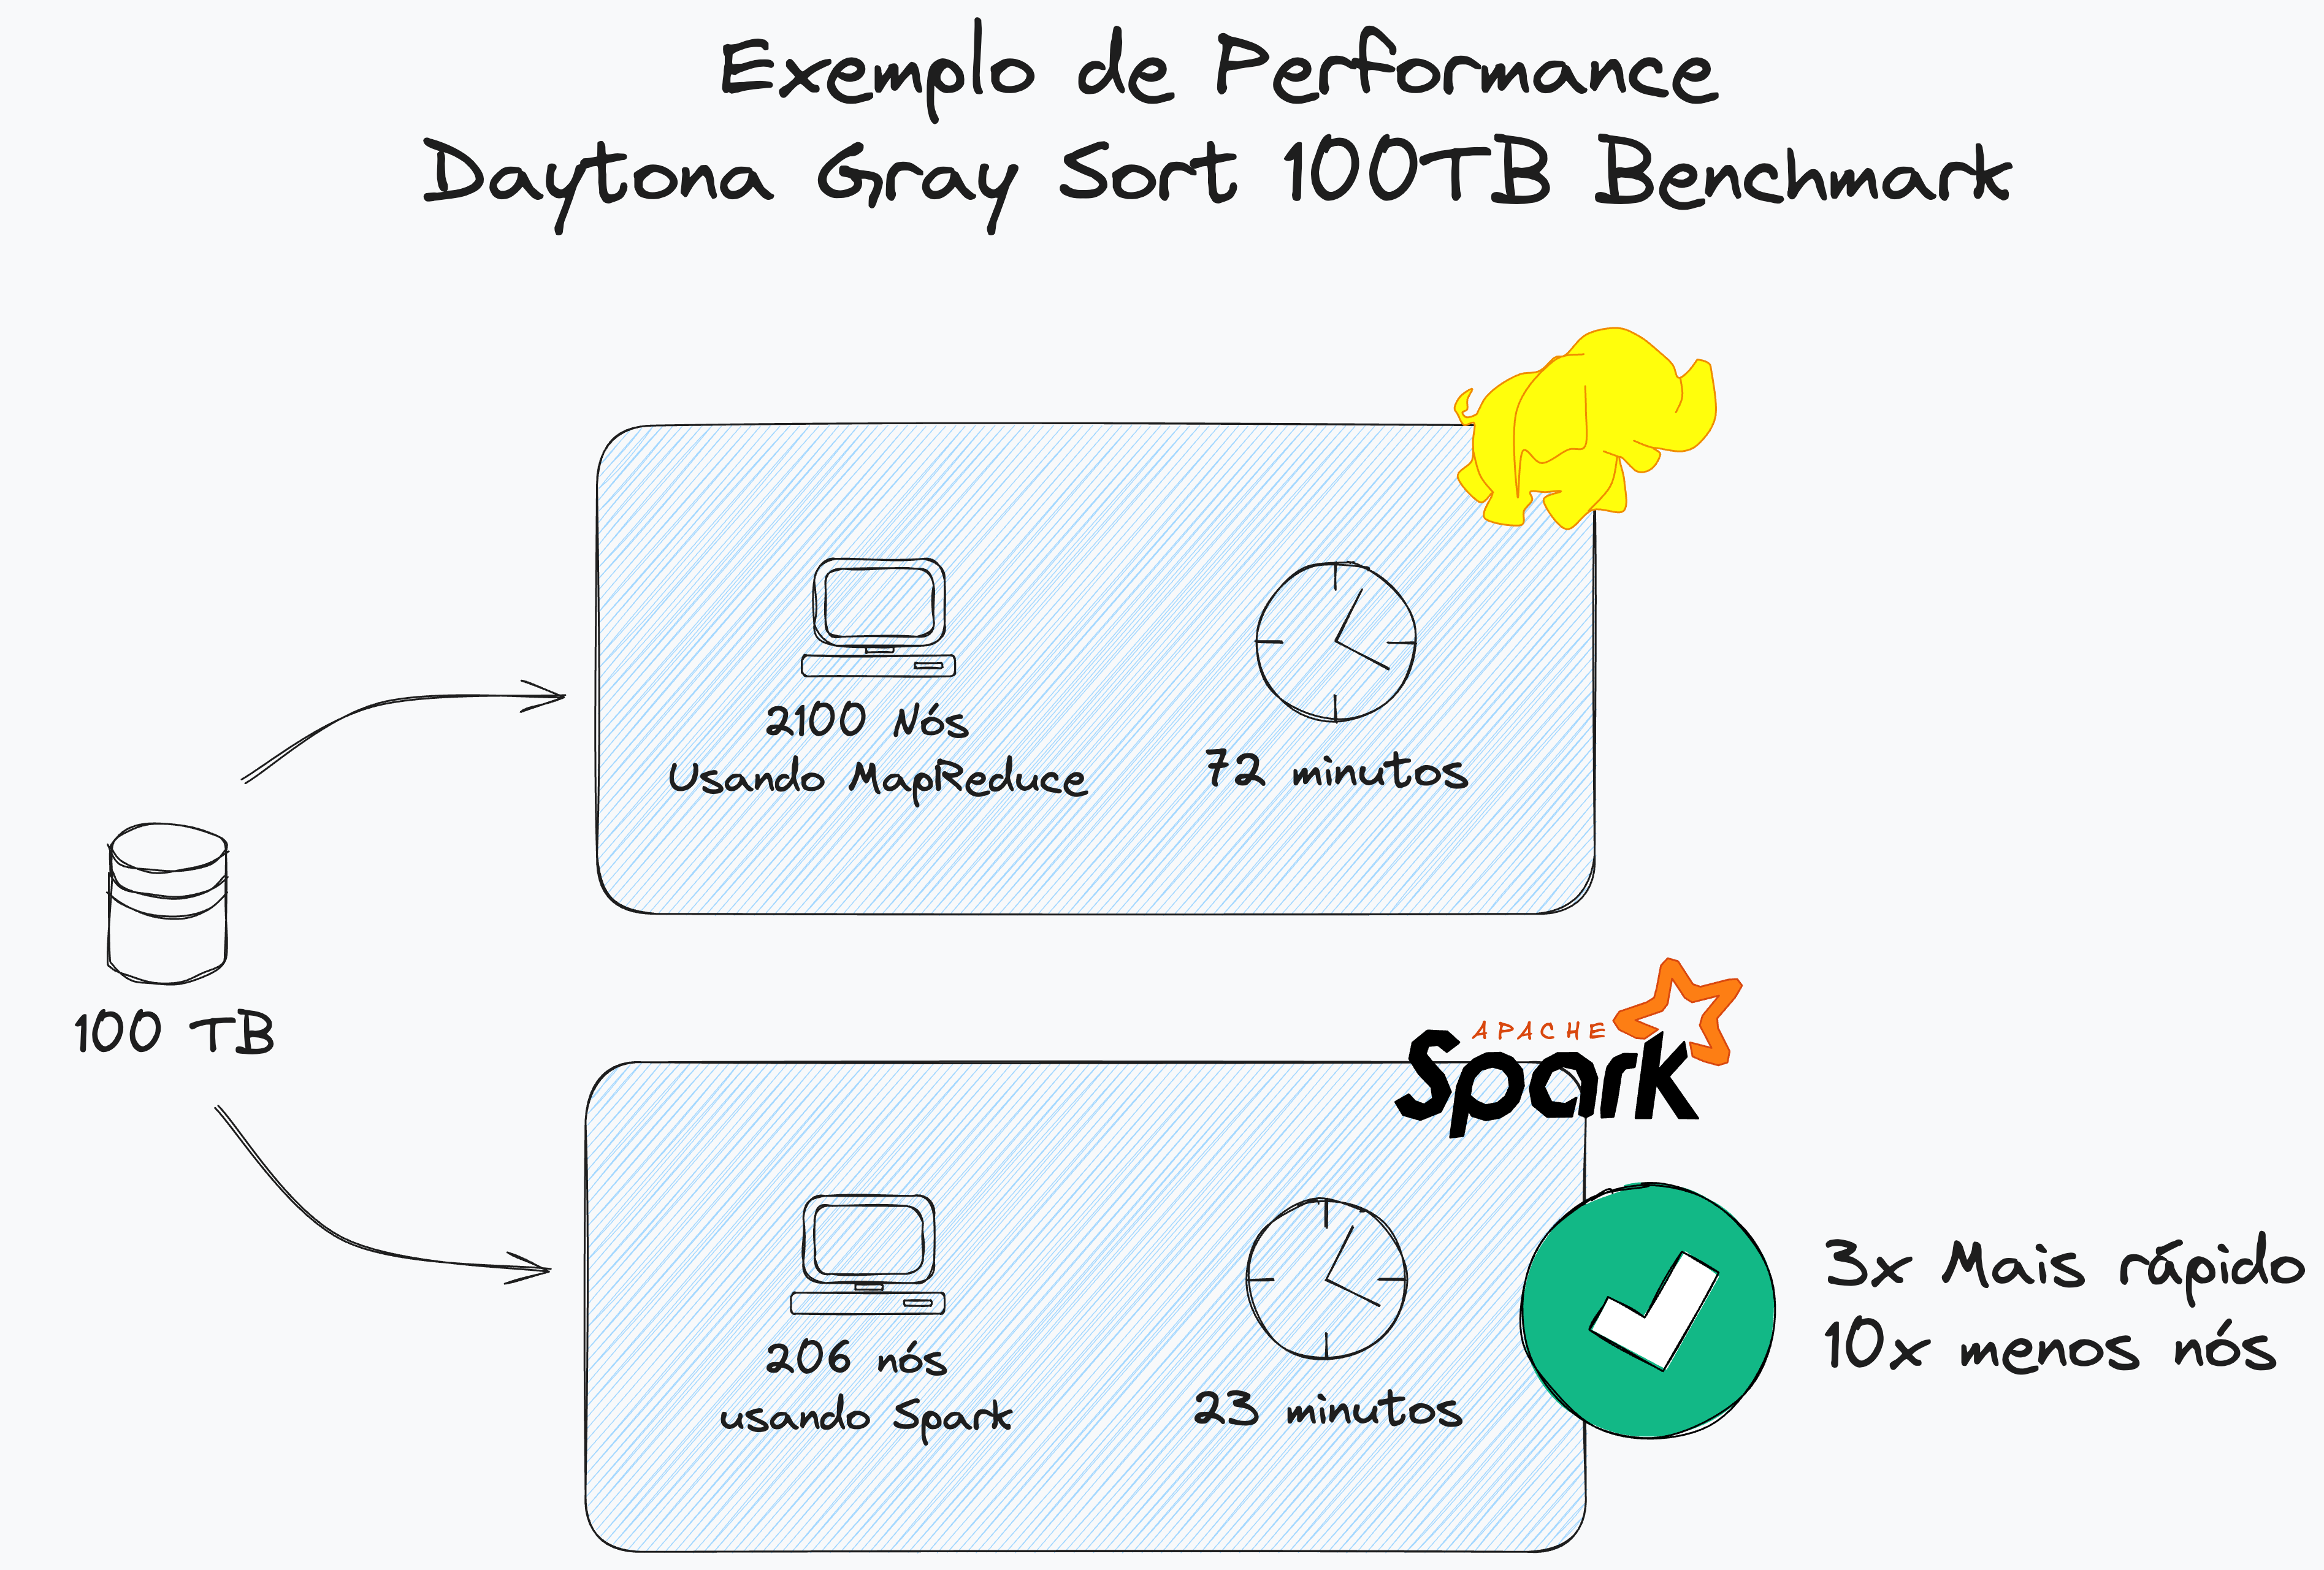 Exemplo de Performance
Daytona Gray Sort 100TB Benchmark
2100 Nós
Usando MapReduce
72 minutos
100 TB
APACHE
Spark
206 nós
usando Spark
23 minutos
3x Mais rápido
10x menos nós